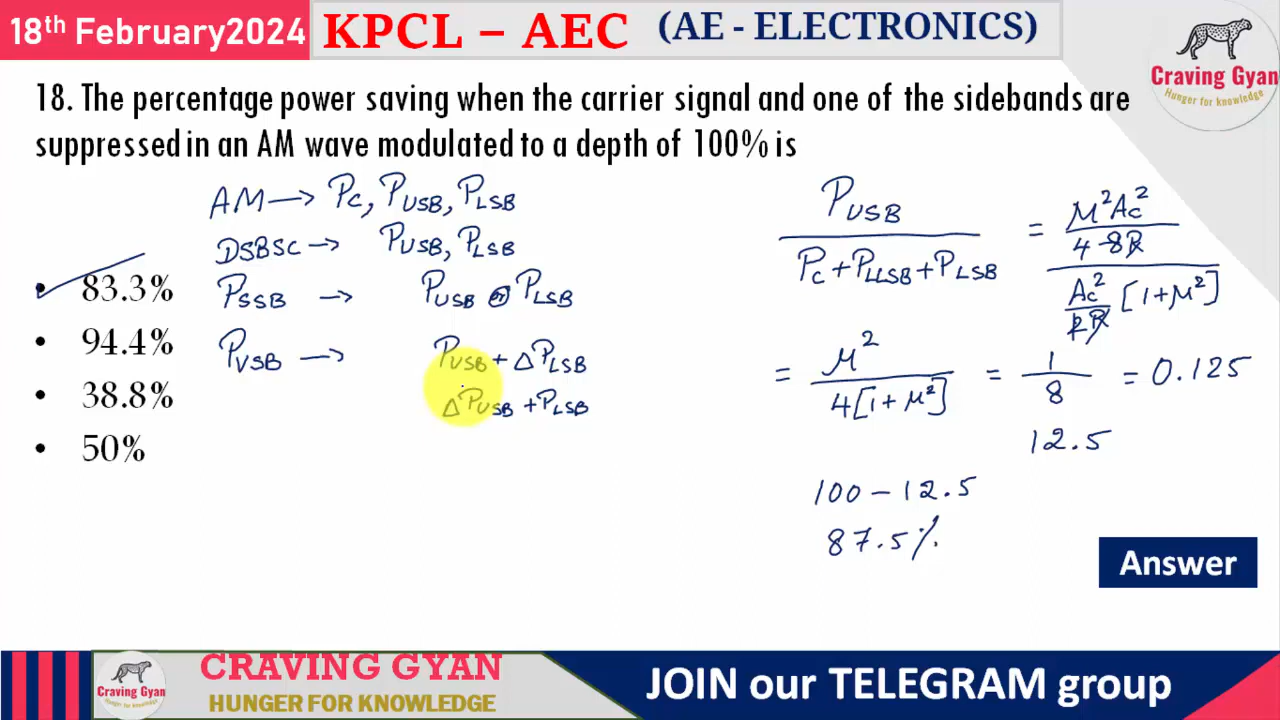 18th February2024
KPCL – AEC
(AE - ELECTRONICS)
Craving Gyan
Hunger for knowledge
18. The percentage power saving when the carrier signal and one of the sidebands are
suppressed in an AM wave modulated to a depth of 100% is
AM → PC, PUSB, PLSB
DSBSC → PUSB, PLSB
• 83.3%
PSSB → PUSB or PLSB
• 94.4%
PVSB → PUSB + Δ PLSB
• 38.8%
Δ PUSB + PLSB
• 50%
PUSB
PC + PLLSB + PLSB
= μ²Ac²
4 8R
Ac²
2R [1+μ²]
= μ²
4[1+μ²]
= 1
8
= 0.125
12.5
100 – 12.5
87.5%
Answer
Craving Gyan
Hunger for knowledge
CRAVING GYAN
HUNGER FOR KNOWLEDGE
JOIN our TELEGRAM group